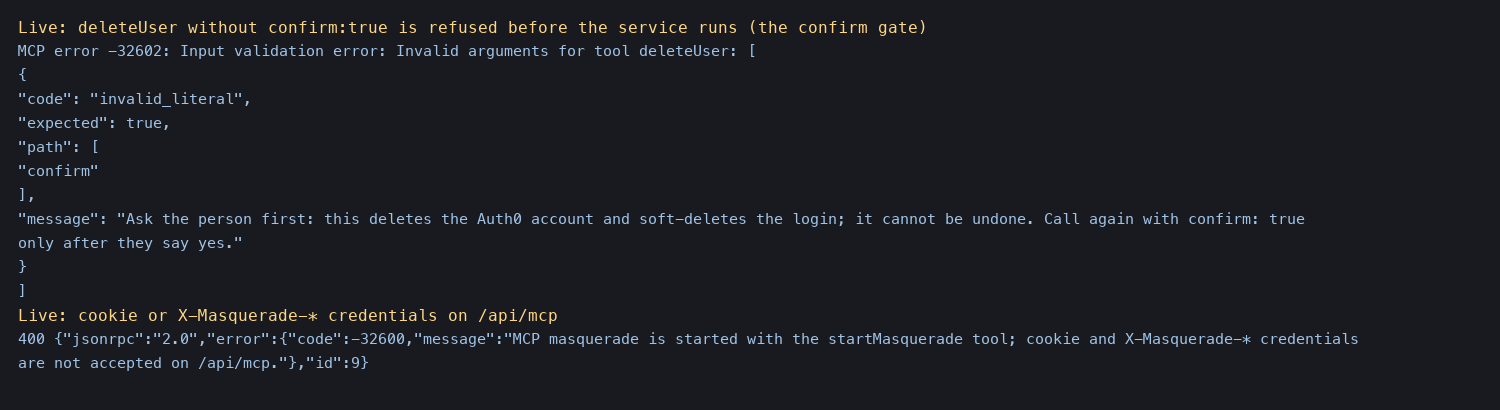 Live: deleteUser without confirm:true is refused before the service runs (the confirm gate)
MCP error −32602: Input validation error: Invalid arguments for tool deleteUser: [
{
"code": "invalid_literal",
"expected": true,
"path": [
"confirm"
],
"message": "Ask the person first: this deletes the Auth0 account and soft−deletes the login; it cannot be undone. Call again with confirm: true
only after they say yes."
}
]
Live: cookie or X−Masquerade−* credentials on /api/mcp
400 {"jsonrpc":"2.0","error":{"code":−32600,"message":"MCP masquerade is started with the startMasquerade tool; cookie and X−Masquerade−* credentials
are not accepted on /api/mcp."},"id":9}